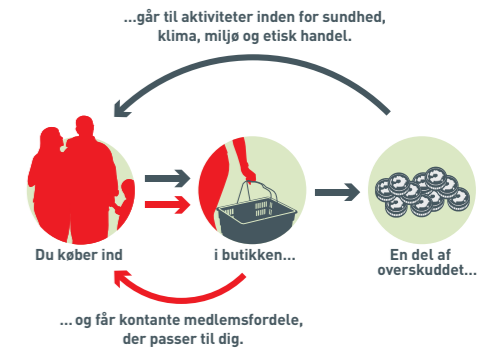 ...går til aktiviteter inden for sundhed,
klima, miljø og etisk handel.
Du køber ind
i butikken...
En del af
overskuddet...
... og får kontante medlemsfordele,
der passer til dig.